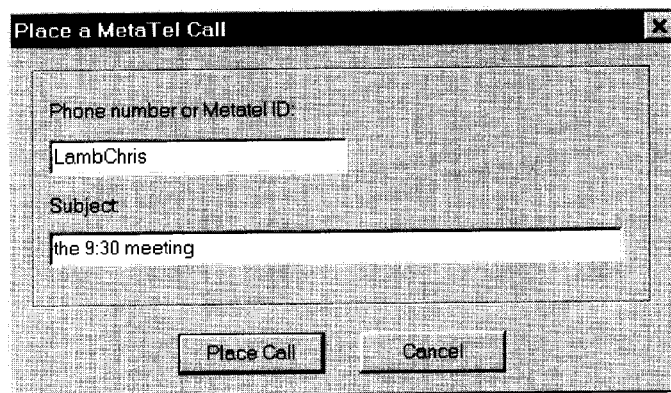 Place a MetaTel Call
Phone number or Metatel ID:
LambChris
Subject:
the 9:30 meeting
Place Call
Cancel